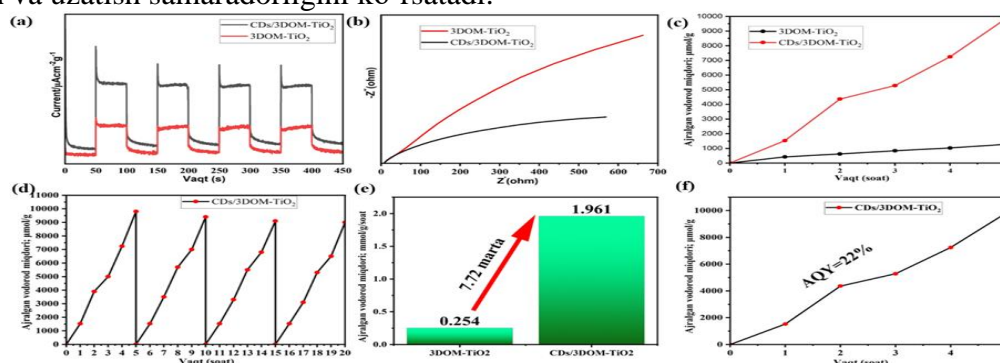 va uzatish samaradorligini ko'rsatadi.
(a)
CDs/3DOM-TiO2
3DOM-TiO2
Current/µAcm-2g-1
Vaqt (s)
0 50 100 150 200 250 300 350 400 450
(b)
3DOM-TiO2
CDs/3DOM-TiO2
-Z''(ohm)
Z'(ohm)
0 100 200 300 400 500 600 700
(c)
3DOM-TiO2
CDs/3DOM-TiO2
Ajralgan vodorod miqdori; µmol/g
10000
9000
8000
7000
6000
5000
4000
3000
2000
1000
0
0 1 2 3 4
Vaqt (soat)
(d)
CDs/3DOM-TiO2
Ajralgan vodorod miqdori; µmol/g
11000
10000
9000
8000
7000
6000
5000
4000
3000
2000
1000
0
0 1 2 3 4 5 6 7 8 9 10 11 12 13 14 15 16 17 18 19 20
Vaqt (soat)
(e)
Ajralgan vodorod miqdori; mmol/g/soat
2.0
1.5
1.0
0.5
0.0
1.961
7.72 marta
0.254
3DOM-TiO2 CDs/3DOM-TiO2
(f)
CDs/3DOM-TiO2
Ajralgan vodorod miqdori; µmol/g
10000
8000
6000
4000
2000
0
AQY=22%
0 1 2 3 4
Vaqt (soat)